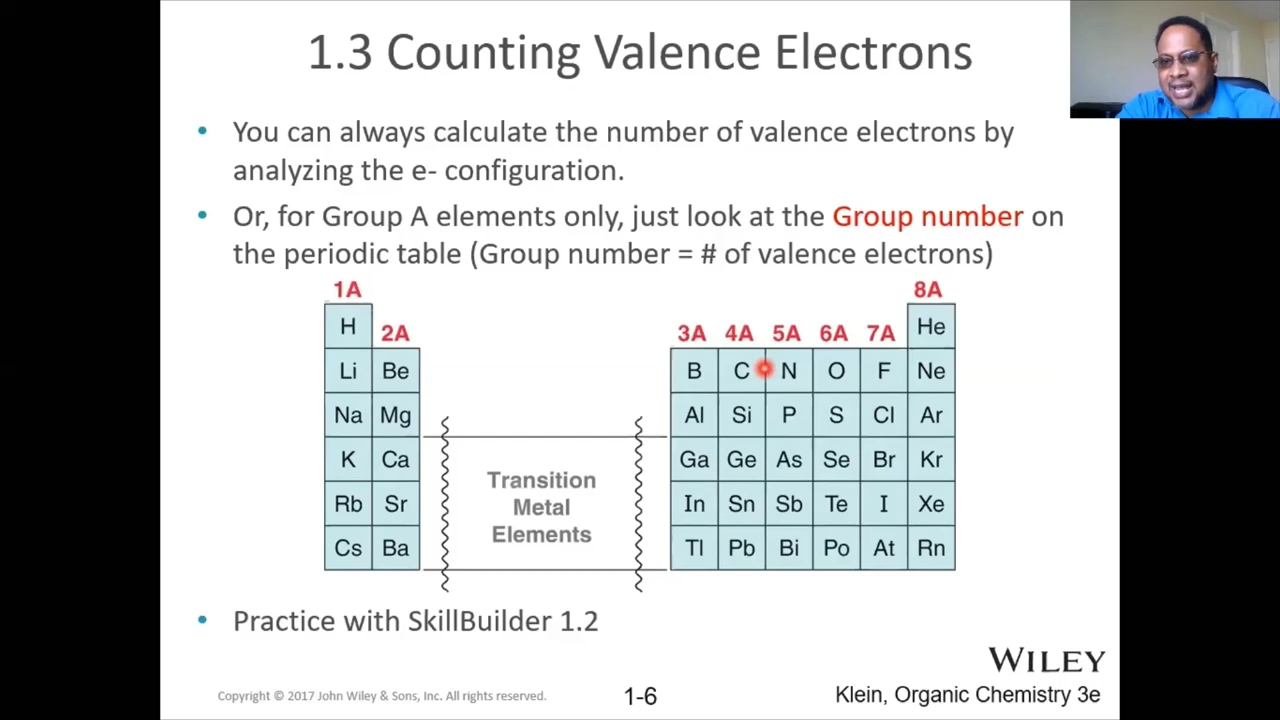 1.3 Counting Valence Electrons
• You can always calculate the number of valence electrons by
analyzing the e- configuration.
• Or, for Group A elements only, just look at the Group number on
the periodic table (Group number = # of valence electrons)
1A 8A
H 2A 3A 4A 5A 6A 7A He
Li Be B C N O F Ne
Na Mg Al Si P S Cl Ar
K Ca Ga Ge As Se Br Kr
Transition
Metal
Elements
Rb Sr In Sn Sb Te I Xe
Cs Ba Tl Pb Bi Po At Rn
• Practice with SkillBuilder 1.2
WILEY
Copyright © 2017 John Wiley & Sons, Inc. All rights reserved. 1-6 Klein, Organic Chemistry 3e